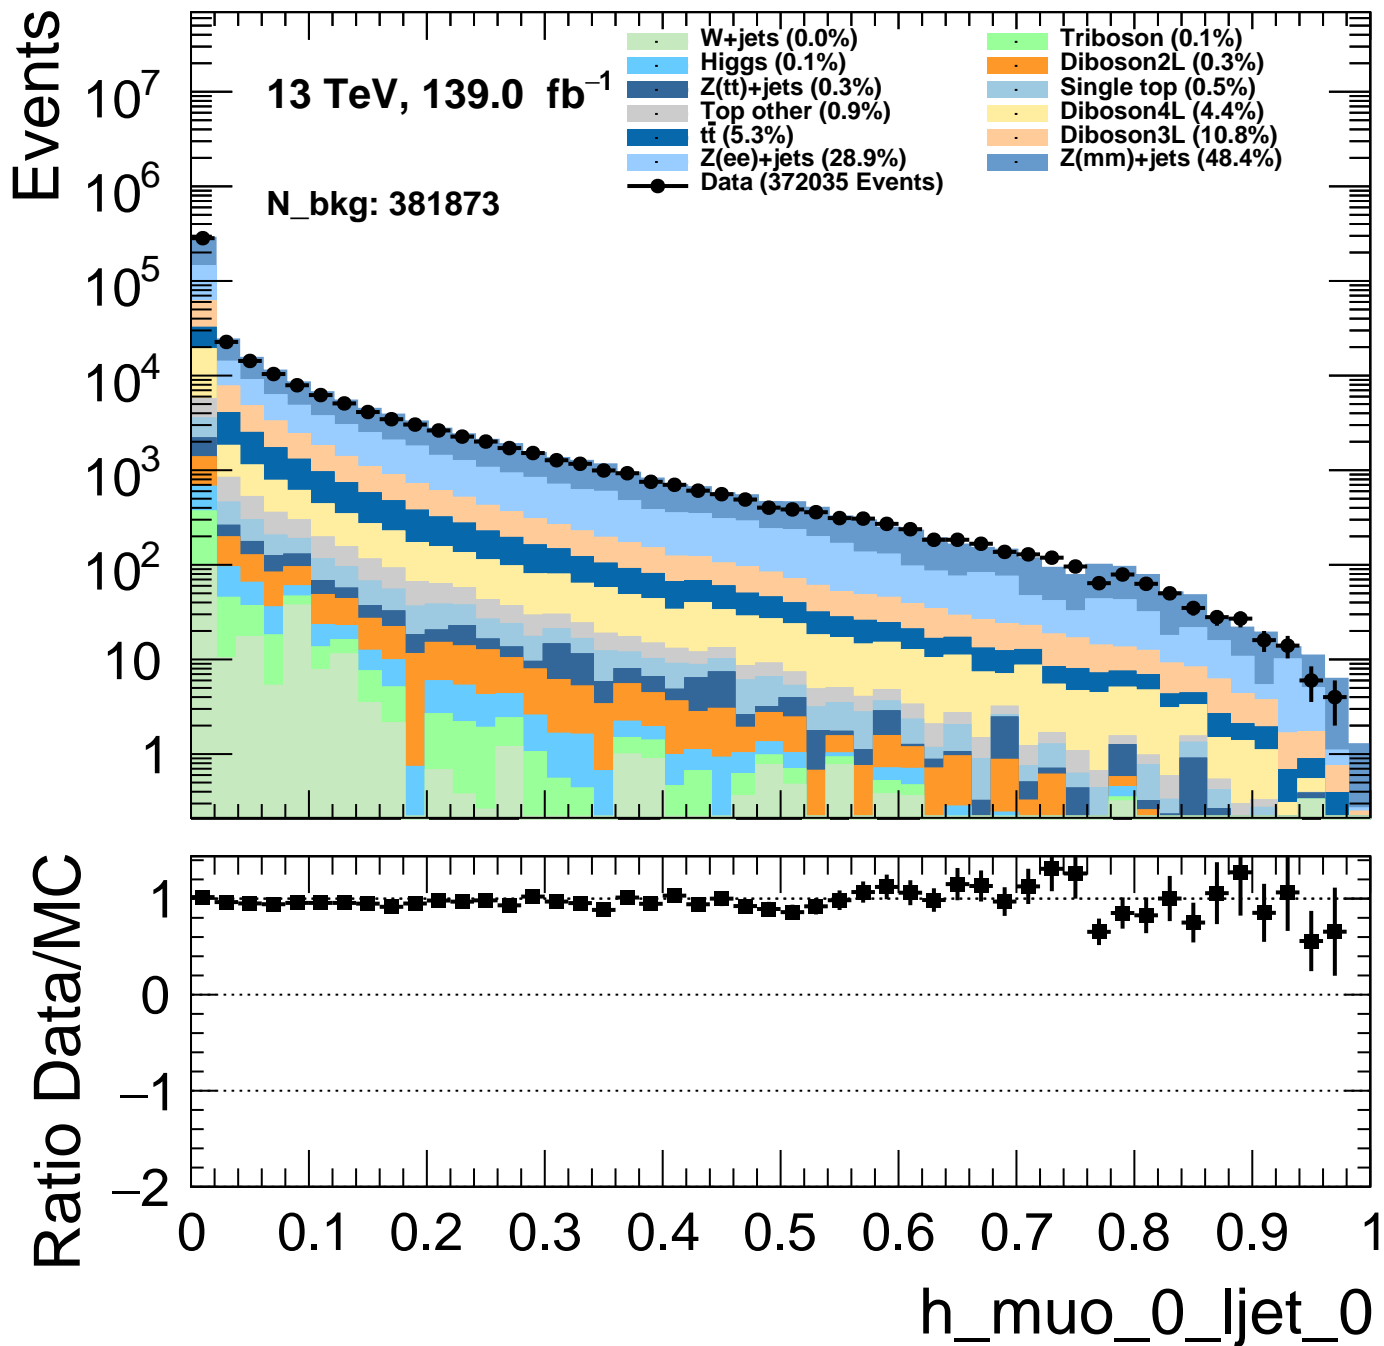 Events
10⁷
10⁶
10⁵
10⁴
10³
10²
10
1
13 TeV, 139.0 fb⁻¹
N_bkg: 381873
W+jets (0.0%)
Higgs (0.1%)
Z(tt)+jets (0.3%)
Top other (0.9%)
tt̄ (5.3%)
Z(ee)+jets (28.9%)
Data (372035 Events)
Triboson (0.1%)
Diboson2L (0.3%)
Single top (0.5%)
Diboson4L (4.4%)
Diboson3L (10.8%)
Z(mm)+jets (48.4%)
Ratio Data/MC
1
0
−1
−2
0 0.1 0.2 0.3 0.4 0.5 0.6 0.7 0.8 0.9 1
h_muo_0_ljet_0